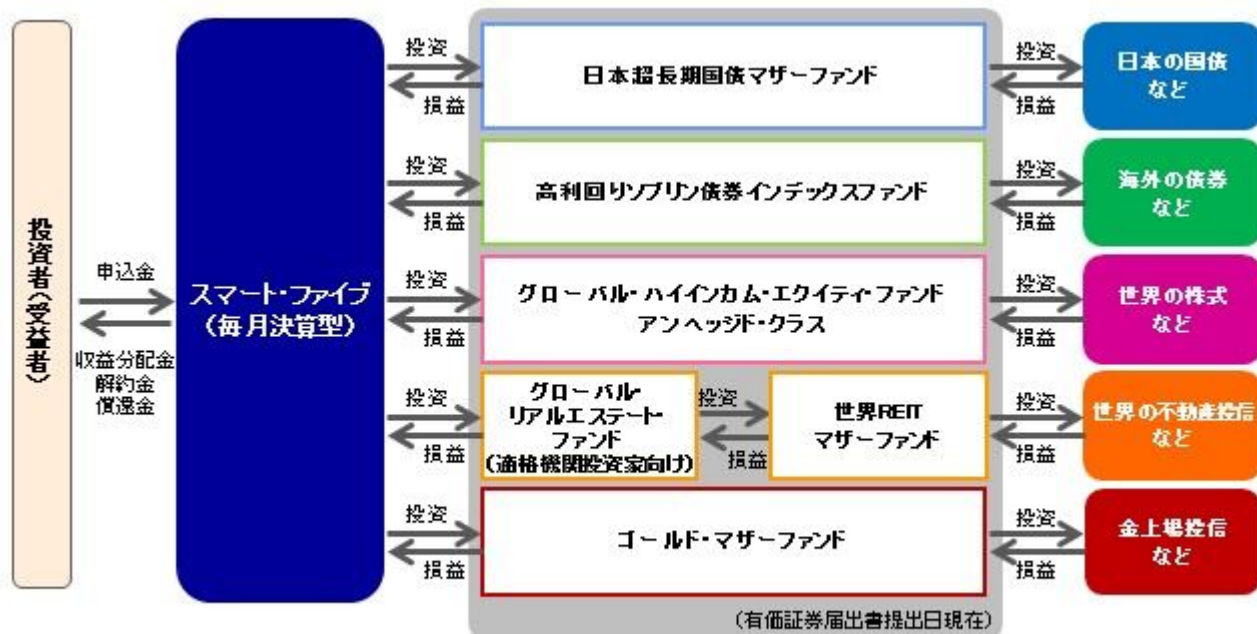 投資者(受益者)
申込金
収益分配金
解約金
償還金
スマート・ファイブ
(毎月決算型)
投資
損益
日本超長期国債マザーファンド
投資
損益
日本の国債
など
投資
損益
高利回りソブリン債券インデックスファンド
投資
損益
海外の債券
など
投資
損益
グローバル・ハイインカム・エクイティ・ファンド
アンヘッジド・クラス
投資
損益
世界の株式
など
投資
損益
グローバル・
リアルエステート・
ファンド
(適格機関投資家向け)
投資
損益
世界REIT
マザーファンド
投資
損益
世界の不動産投信
など
投資
損益
ゴールド・マザーファンド
投資
損益
金上場投信
など
(有価証券届出書提出日現在)